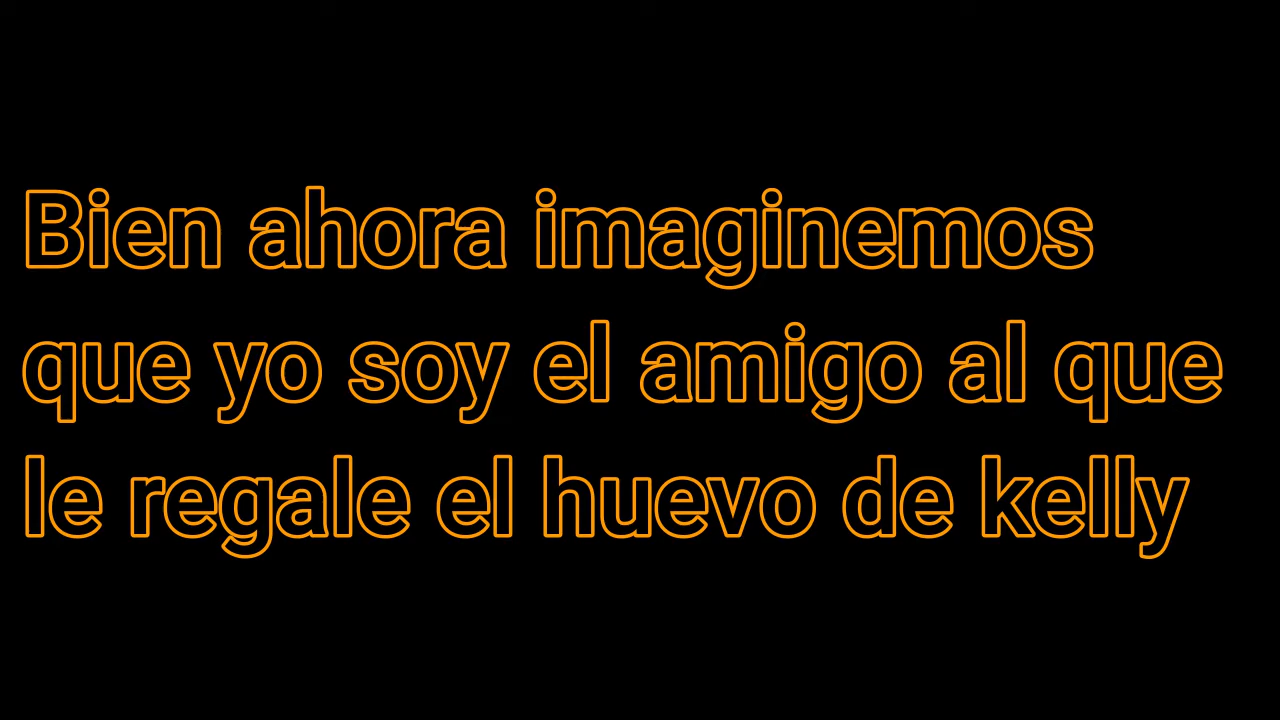 Bien ahora imaginemos
que yo soy el amigo al que
le regale el huevo de kelly